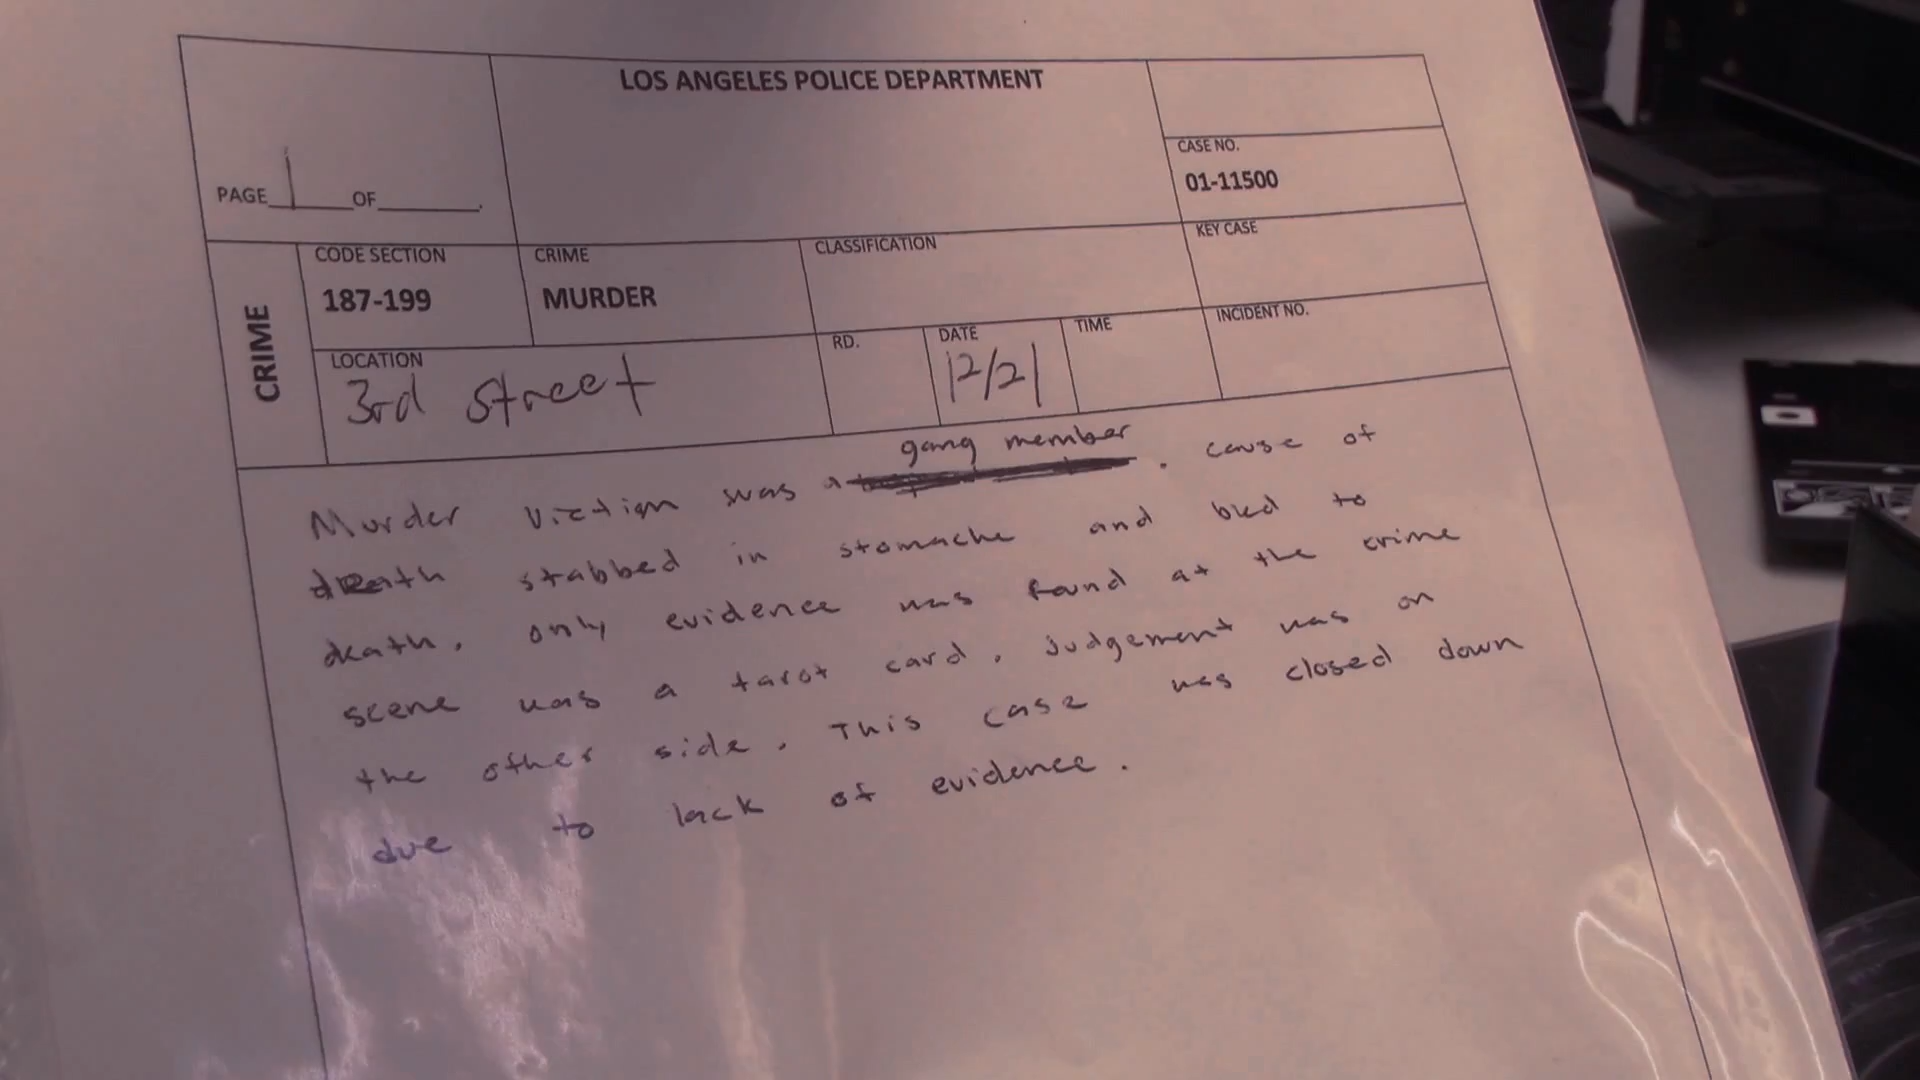 LOS ANGELES POLICE DEPARTMENT
PAGE 1 OF
CASE NO.
01-11500
CODE SECTION
187-199
CRIME
MURDER
CLASSIFICATION
KEY CASE
CRIME
LOCATION
3rd street
RD.
DATE
12/21
TIME
INCIDENT NO.
gang member
Murder victim was a . cause of
death stabbed in stomache and bled to
death. only evidence was found at the crime
scene was a tarot card. judgement was on
the other side. This case was closed down
due to lack of evidence.